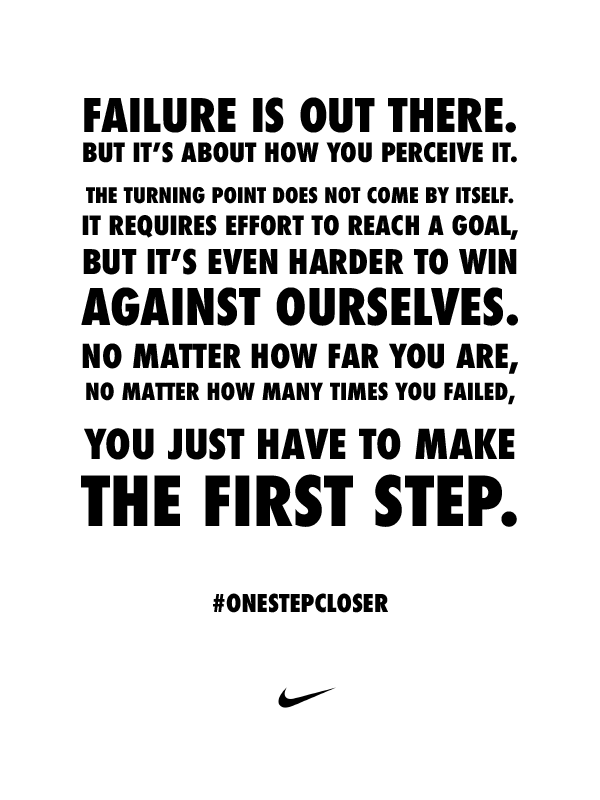 FAILURE IS OUT THERE.
BUT IT'S ABOUT HOW YOU PERCEIVE IT.
THE TURNING POINT DOES NOT COME BY ITSELF.
IT REQUIRES EFFORT TO REACH A GOAL,
BUT IT'S EVEN HARDER TO WIN
AGAINST OURSELVES.
NO MATTER HOW FAR YOU ARE,
NO MATTER HOW MANY TIMES YOU FAILED,
YOU JUST HAVE TO MAKE
THE FIRST STEP.
#ONESTEPCLOSER